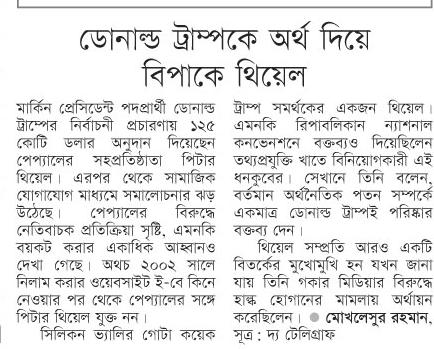 ডোনাল্ড ট্রাম্পকে অর্থ দিয়ে
বিপাকে থিয়েল
মার্কিন প্রেসিডেন্ট পদপ্রার্থী ডোনাল্ড
ট্রাম্পের নির্বাচনী প্রচারণায় ১২৫
কোটি ডলার অনুদান দিয়েছেন
পেপ্যালের সহপ্রতিষ্ঠাতা পিটার
থিয়েল। এরপর থেকে সামাজিক
যোগাযোগ মাধ্যমে সমালোচনার ঝড়
উঠেছে। পেপ্যালের বিরুদ্ধে
নেতিবাচক প্রতিক্রিয়া সৃষ্টি, এমনকি
বয়কট করার একাধিক আহ্বানও
দেখা গেছে। অথচ ২০০২ সালে
নিলাম করার ওয়েবসাইট ই-বে কিনে
নেওয়ার পর থেকে পেপ্যালের সঙ্গে
পিটার থিয়েল যুক্ত নন।
সিলিকন ভ্যালির গোটা কয়েক
ট্রাম্প সমর্থকের একজন থিয়েল।
এমনকি রিপাবলিকান ন্যাশনাল
কনভেনশনে বক্তব্যও দিয়েছিলেন
তথ্যপ্রযুক্তি খাতে বিনিয়োগকারী এই
ধনকুবের। সেখানে তিনি বলেন,
বর্তমান অর্থনৈতিক পতন সম্পর্কে
একমাত্র ডোনাল্ড ট্রাম্পই পরিষ্কার
বক্তব্য দেন।
থিয়েল সম্প্রতি আরও একটি
বিতর্কের মুখোমুখি হন যখন জানা
যায় তিনি গকার মিডিয়ার বিরুদ্ধে
হাল্ক হোগানের মামলায় অর্থায়ন
করেছিলেন। ● মোখলেসুর রহমান,
সূত্র : দ্য টেলিগ্রাফ